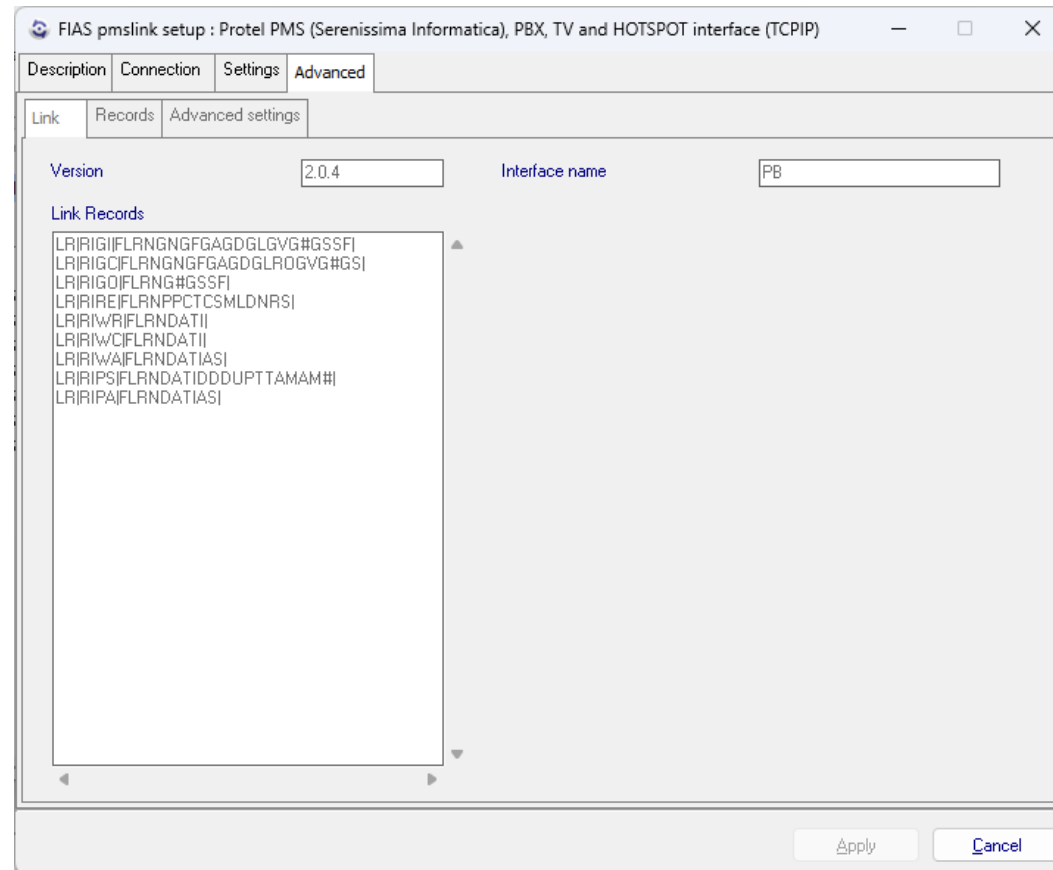 FIAS pmslink setup : Protel PMS (Serenissima Informatica), PBX, TV and HOTSPOT interface (TCPIP)
Description Connection Settings Advanced
Link Records Advanced settings
Version 2.0.4 Interface name PB
Link Records
LR|RIGI|FLRNGNGFGAGDGLGVG#GSSF|
LR|RIGC|FLRNGNGFGAGDGLROGVG#GS|
LR|RIGO|FLRNG#GSSF|
LR|RIRE|FLRNPPCTCSMLDNRS|
LR|RIWR|FLRNDATI|
LR|RIWC|FLRNDATI|
LR|RIWA|FLRNDATIAS|
LR|RIPS|FLRNDATIDDDUPTTAMAM#|
LR|RIPA|FLRNDATIAS|
Apply Cancel